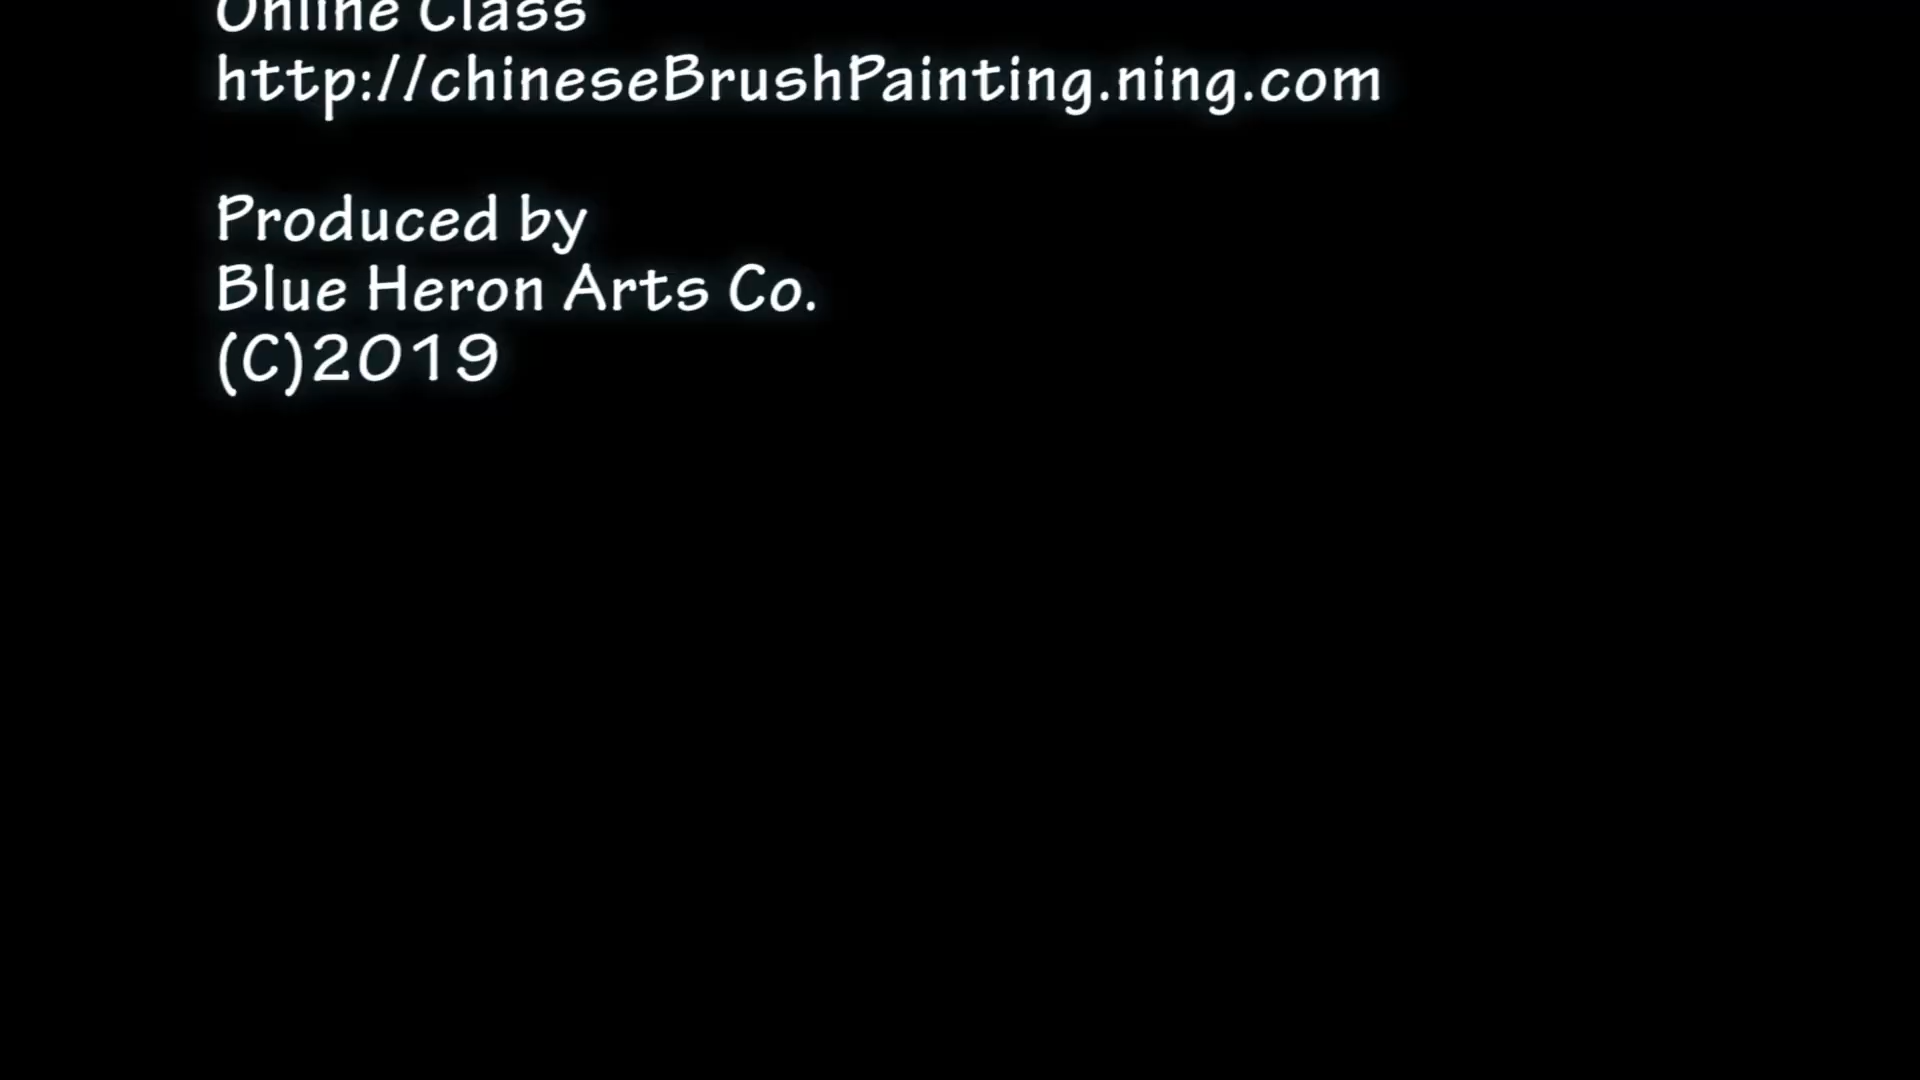 Online Class
http://chineseBrushPainting.ning.com
Produced by
Blue Heron Arts Co.
(C)2019